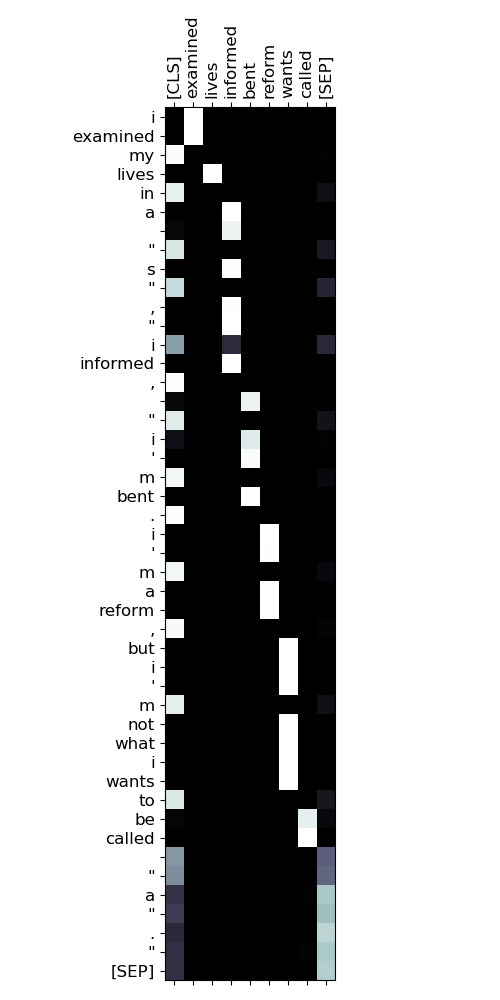 [CLS]
examined
lives
informed
bent
reform
wants
called
[SEP]
i
examined
my
lives
in
a
"
s
"
,
"
i
informed
,
"
i
'
m
bent
.
i
'
m
a
reform
,
but
i
'
m
not
what
i
wants
to
be
called
"
a
"
.
"
[SEP]